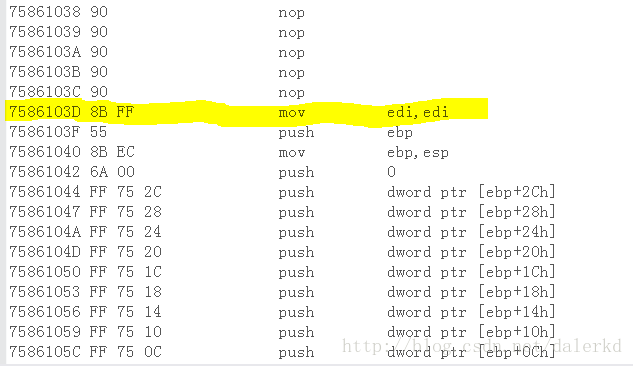 75861038 90 nop
75861039 90 nop
7586103A 90 nop
7586103B 90 nop
7586103C 90 nop
7586103D 8B FF mov edi,edi
7586103F 55 push ebp
75861040 8B EC mov ebp,esp
75861042 6A 00 push 0
75861044 FF 75 2C push dword ptr [ebp+2Ch]
75861047 FF 75 28 push dword ptr [ebp+28h]
7586104A FF 75 24 push dword ptr [ebp+24h]
7586104D FF 75 20 push dword ptr [ebp+20h]
75861050 FF 75 1C push dword ptr [ebp+1Ch]
75861053 FF 75 18 push dword ptr [ebp+18h]
75861056 FF 75 14 push dword ptr [ebp+14h]
75861059 FF 75 10 push dword ptr [ebp+10h]
7586105C FF 75 0C push dword ptr [ebp+0Ch]
http://blog.csdn.net/dalerkd